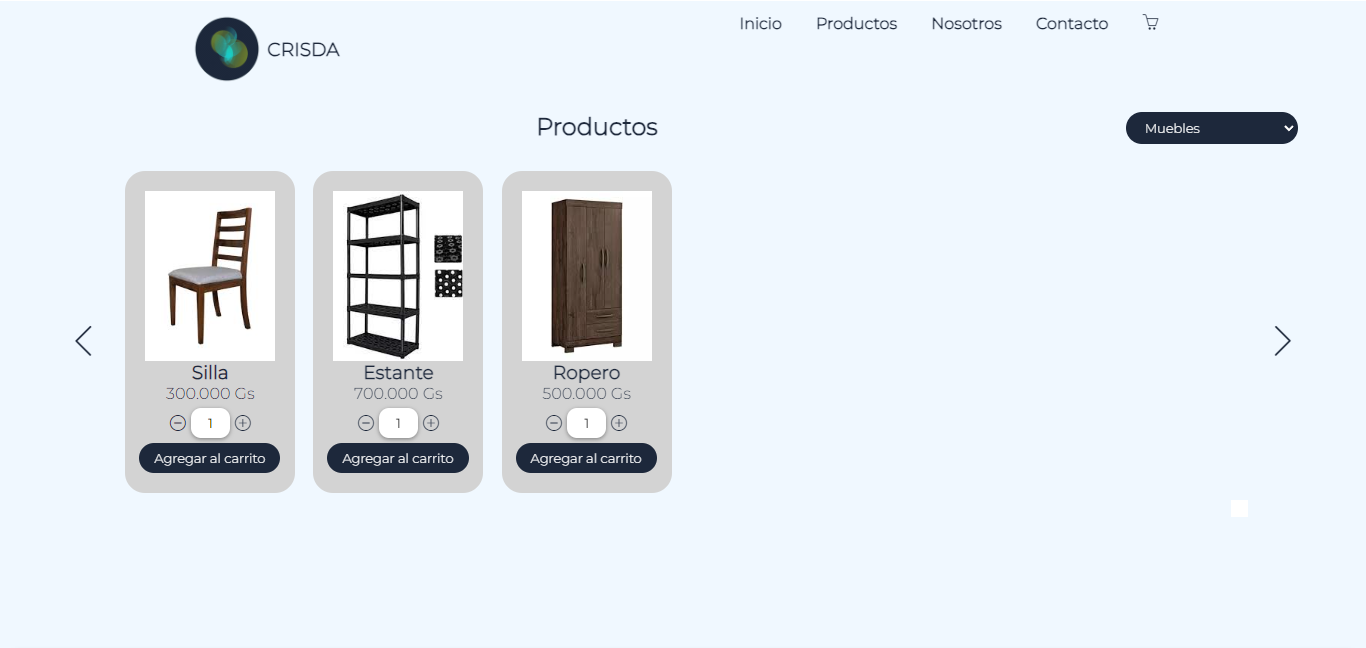 CRISDA
Inicio Productos Nosotros Contacto
Productos
Muebles
Silla
300.000 Gs
1
Agregar al carrito
Estante
700.000 Gs
1
Agregar al carrito
Ropero
500.000 Gs
1
Agregar al carrito